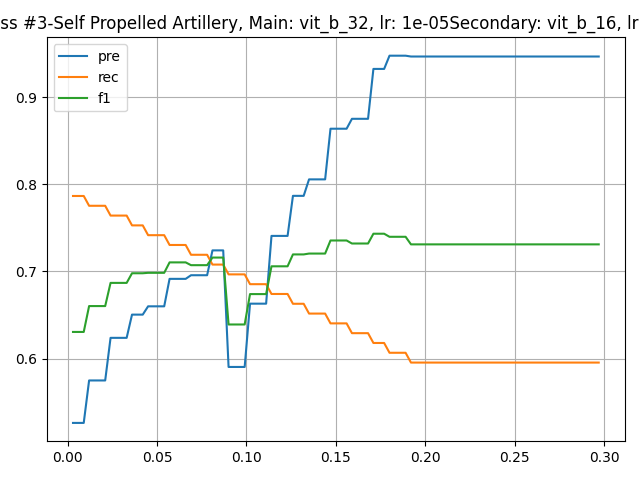 ss #3-Self Propelled Artillery, Main: vit_b_32, lr: 1e-05Secondary: vit_b_16, lr
pre
rec
f1
0.9
0.8
0.7
0.6
0.00 0.05 0.10 0.15 0.20 0.25 0.30